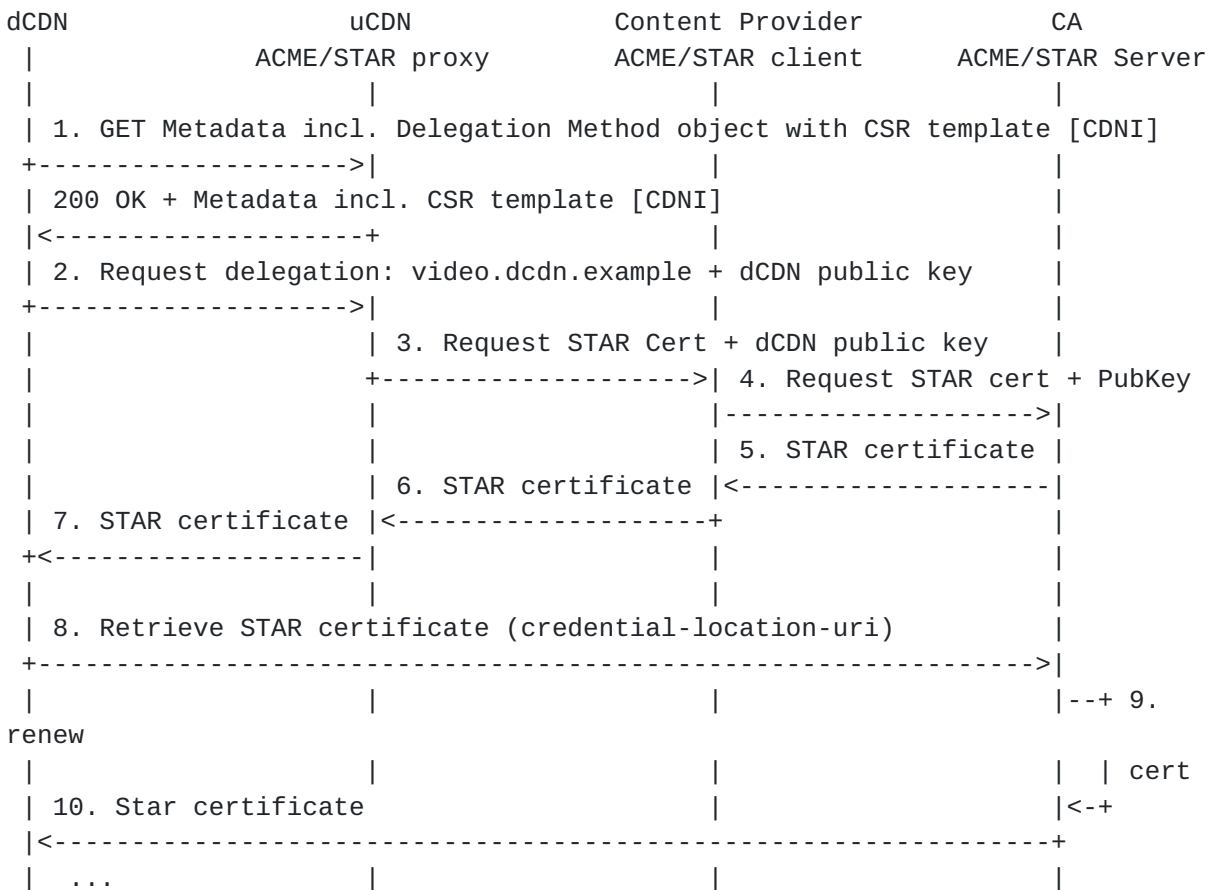 dCDN                  uCDN               Content Provider            CA
 |              ACME/STAR proxy        ACME/STAR client      ACME/STAR Server
 |                      |                     |                     |
 | 1. GET Metadata incl. Delegation Method object with CSR template [CDNI]
 +--------------------->|                     |                     |
 | 200 OK + Metadata incl. CSR template [CDNI]                      |
 |<---------------------+                     |                     |
 | 2. Request delegation: video.dcdn.example + dCDN public key      |
 +--------------------->|                     |                     |
 |                      | 3. Request STAR Cert + dCDN public key    |
 |                      +-------------------->| 4. Request STAR cert + PubKey
 |                      |                     |-------------------->|
 |                      |                     | 5. STAR certificate |
 |                      | 6. STAR certificate |<--------------------|
 | 7. STAR certificate  |<--------------------+                     |
 +<---------------------|                     |                     |
 |                      |                     |                     |
 | 8. Retrieve STAR certificate (credential-location-uri)           |
 +----------------------------------------------------------------->|
 |                      |                     |                     |--+ 9.
renew
 |                      |                     |                     |  | cert
 | 10. Star certificate                       |                     |<-+
 |<-----------------------------------------------------------------+
 |  ...                 |                     |                     |